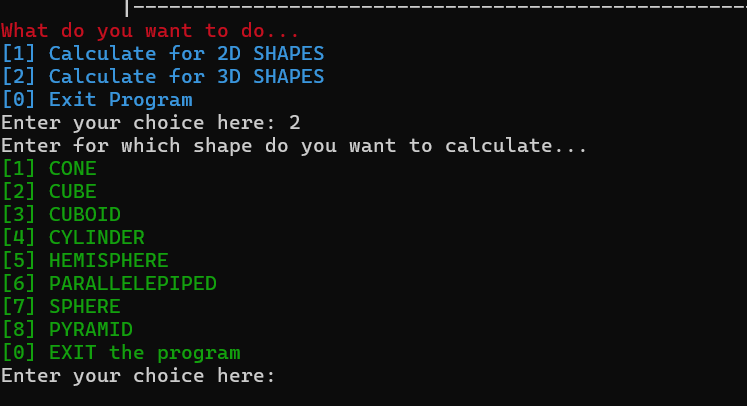 |----------------------------------------------------
What do you want to do...
[1] Calculate for 2D SHAPES
[2] Calculate for 3D SHAPES
[0] Exit Program
Enter your choice here: 2
Enter for which shape do you want to calculate...
[1] CONE
[2] CUBE
[3] CUBOID
[4] CYLINDER
[5] HEMISPHERE
[6] PARALLELEPIPED
[7] SPHERE
[8] PYRAMID
[0] EXIT the program
Enter your choice here: